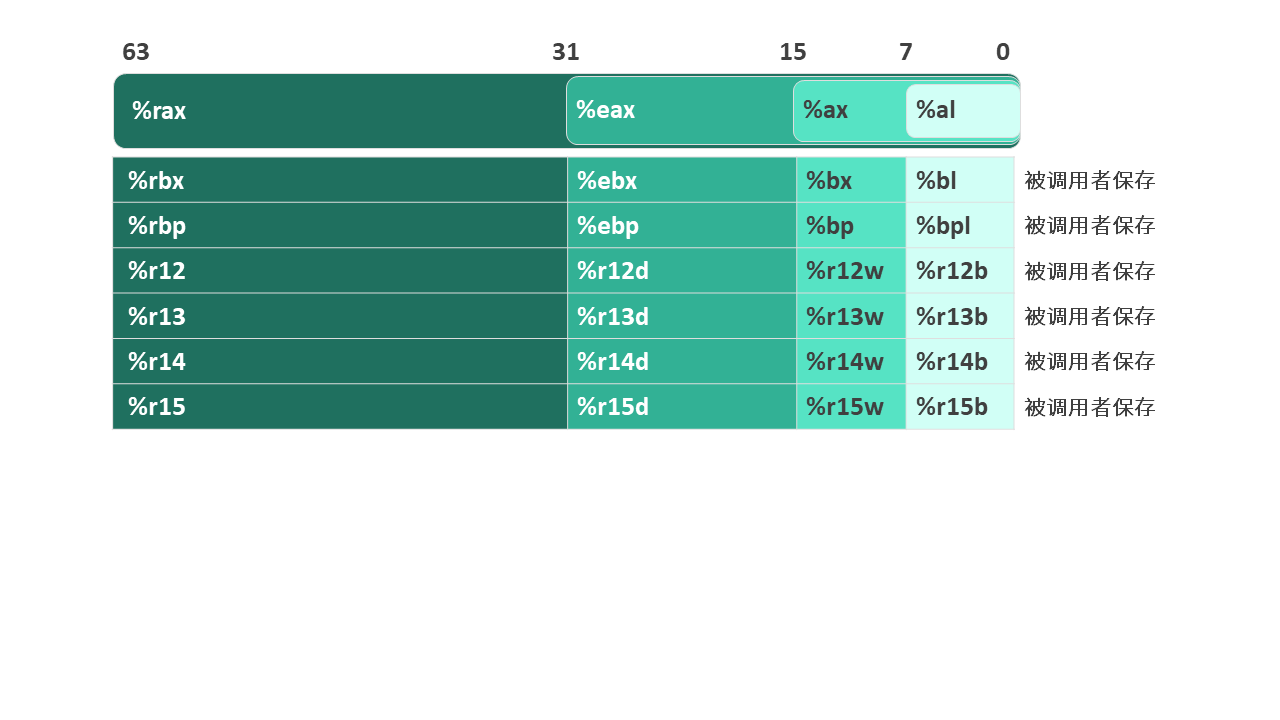 63 31 15 7 0
%rax %eax %ax %al
%rbx %ebx %bx %bl 被调用者保存
%rbp %ebp %bp %bpl 被调用者保存
%r12 %r12d %r12w %r12b 被调用者保存
%r13 %r13d %r13w %r13b 被调用者保存
%r14 %r14d %r14w %r14b 被调用者保存
%r15 %r15d %r15w %r15b 被调用者保存